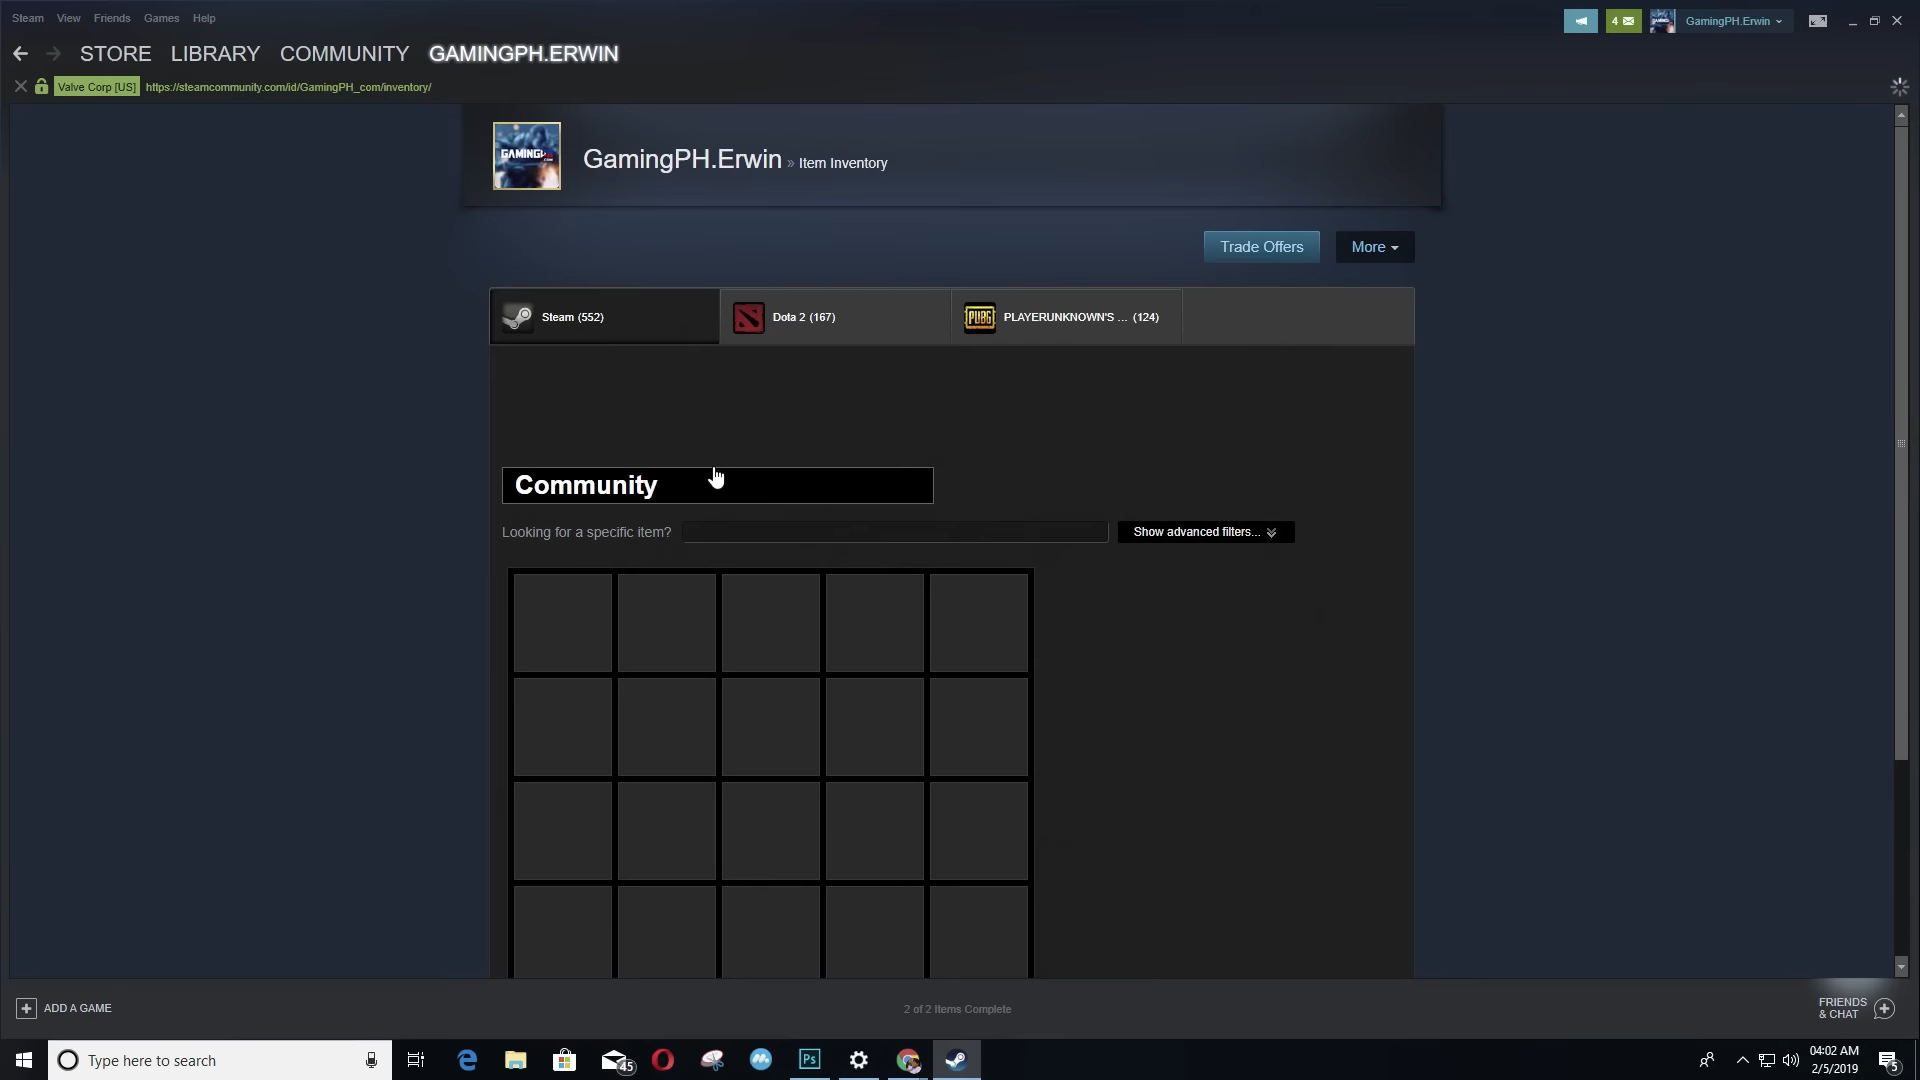 Steam View Friends Games Help
4 GamingPH.Erwin
STORE LIBRARY COMMUNITY GAMINGPH.ERWIN
Valve Corp [US] https://steamcommunity.com/id/GamingPH_com/inventory/
GamingPH.Erwin » Item Inventory
Trade Offers More
Steam (552) Dota 2 (167) PUBG PLAYERUNKNOWN'S ... (124)
Community
Looking for a specific item? Show advanced filters...
ADD A GAME
2 of 2 Items Complete
FRIENDS
& CHAT
Type here to search
45
Ps
04:02 AM
2/5/2019
5